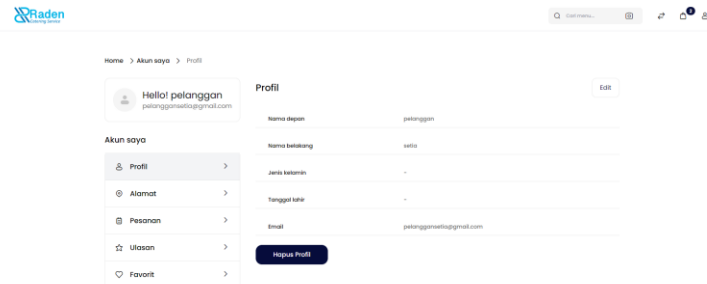 Raden
Catering Service
Cari menu...
0
Home > Akun saya > Profil
Hello! pelanggan
pelanggansetia@gmail.com
Akun saya
Profil
Alamat
Pesanan
Ulasan
Favorit
Profil
Edit
Nama depan pelanggan
Nama belakang setia
Jenis kelamin -
Tanggal lahir -
Email pelanggansetia@gmail.com
Hapus Profil